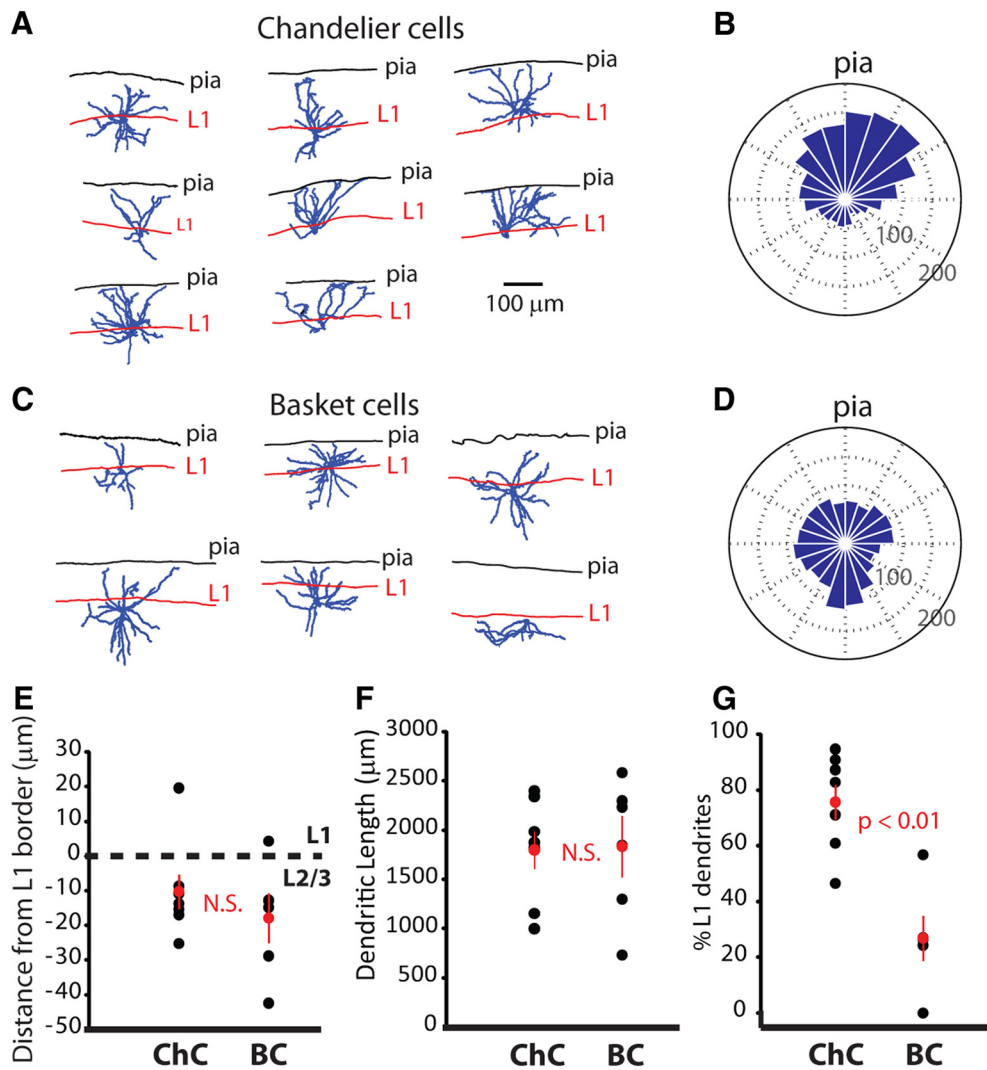 A
Chandelier cells
pia
L1
pia
L1
pia
L1
pia
L1
pia
L1
pia
L1
pia
L1
pia
L1
100 μm
B
pia
100
200
C
Basket cells
pia
L1
pia
L1
pia
L1
pia
L1
pia
L1
pia
L1
D
pia
100
200
E
Distance from L1 border (μm)
30
20
10
0
-10
-20
-30
-40
-50
L1
L2/3
N.S.
ChC BC
F
Dendritic Length (μm)
3000
2500
2000
1500
1000
500
0
N.S.
ChC BC
G
% L1 dendrites
100
80
60
40
20
0
p < 0.01
ChC BC